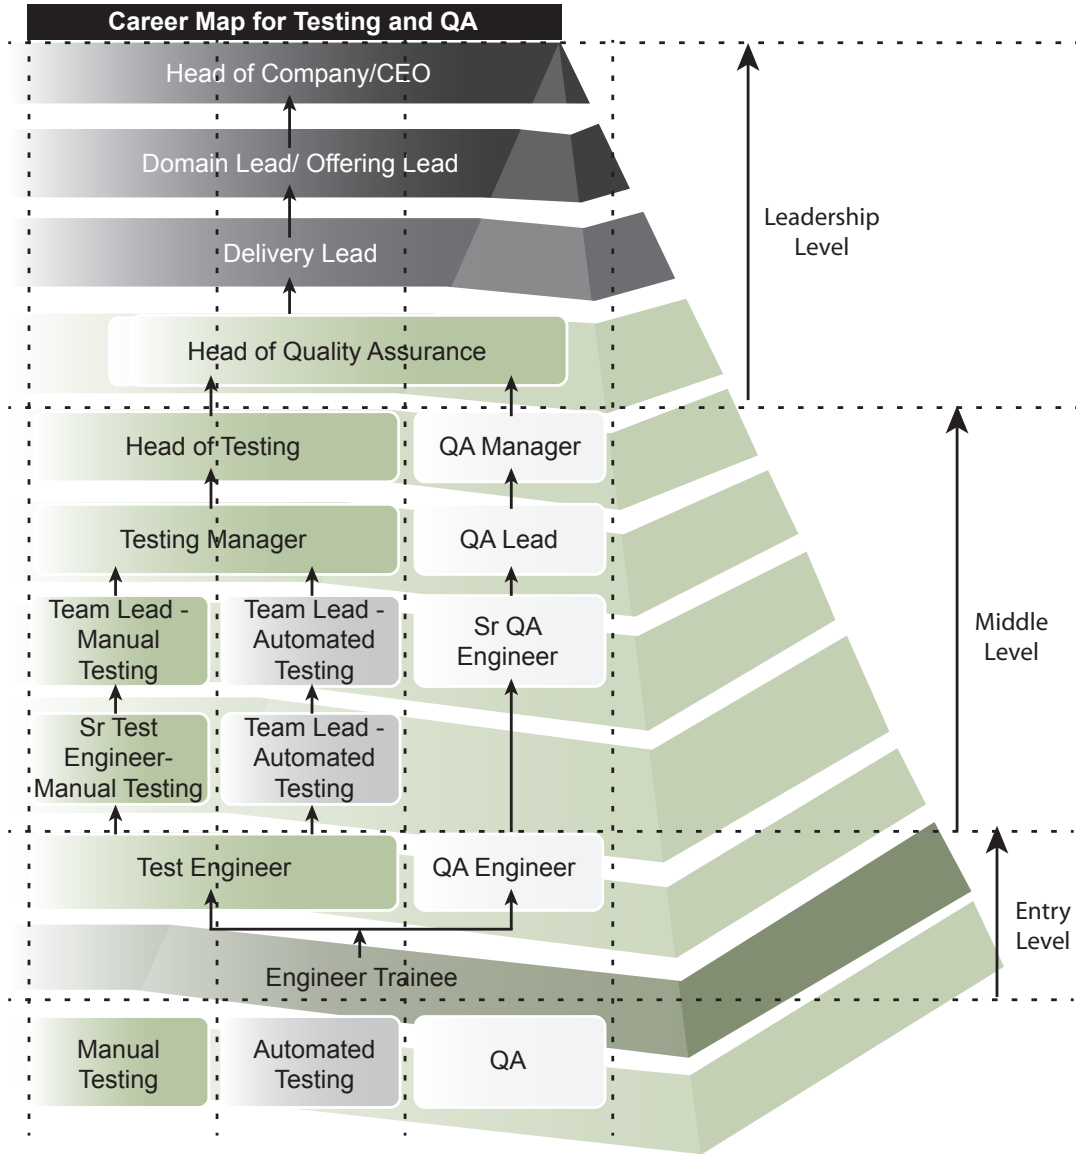 Career Map for Testing and QA
Head of Company/CEO
Domain Lead/ Offering Lead
Delivery Lead
Leadership
Level
Head of Quality Assurance
Head of Testing
QA Manager
Testing Manager
QA Lead
Team Lead -
Manual
Testing
Team Lead -
Automated
Testing
Sr QA
Engineer
Middle
Level
Sr Test
Engineer-
Manual Testing
Team Lead -
Automated
Testing
Test Engineer
QA Engineer
Entry
Level
Engineer Trainee
Manual
Testing
Automated
Testing
QA